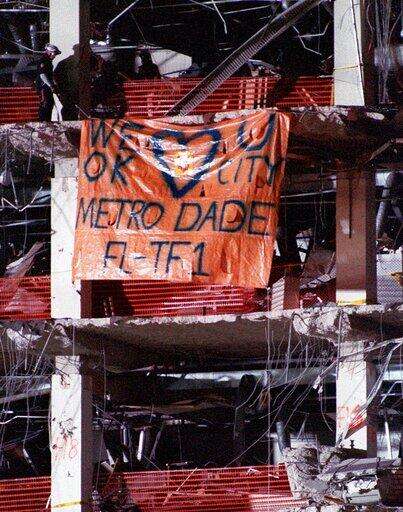 WE U
OK CITY
METRO DADE
FL-TF1